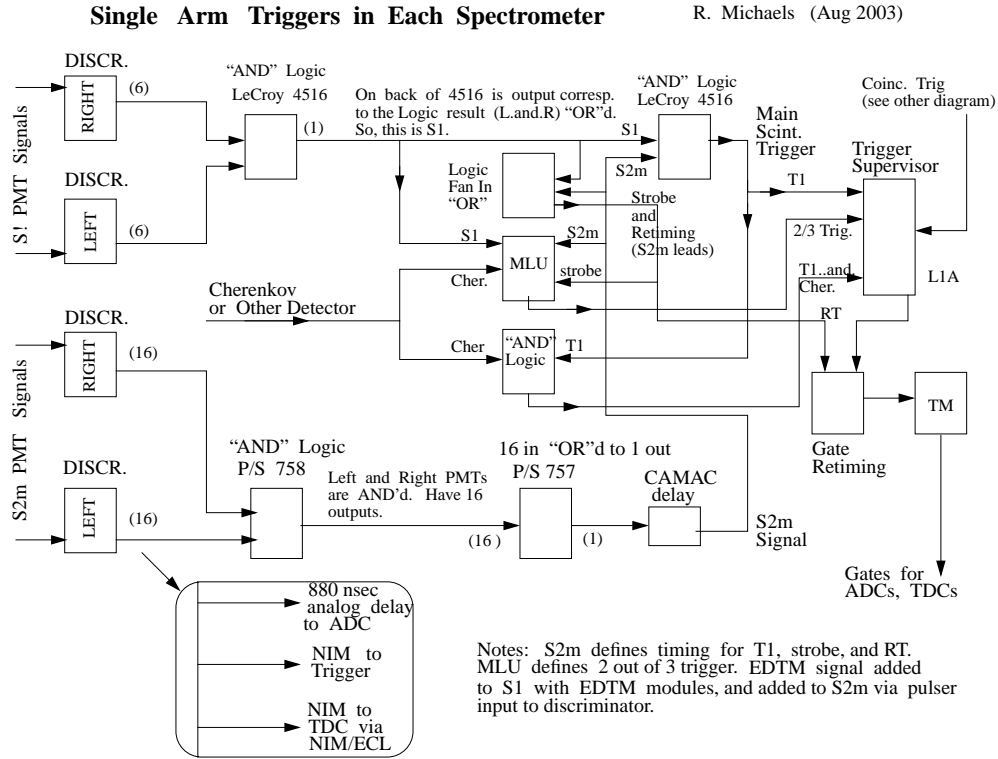 Single Arm Triggers in Each Spectrometer
R. Michaels (Aug 2003)
DISCR.
RIGHT
(6)
S! PMT Signals
DISCR.
LEFT
(6)
“AND” Logic
LeCroy 4516
(1)
On back of 4516 is output corresp.
to the Logic result (L.and.R) “OR”d.
So, this is S1.
“AND” Logic
LeCroy 4516
S1
S2m
Main
Scint.
Trigger
Coinc. Trig
(see other diagram)
Trigger
Supervisor
T1
2/3 Trig.
T1..and.
Cher.
L1A
RT
Logic
Fan In
“OR”
Strobe
and
Retiming
(S2m leads)
S1
S2m
MLU
Cher.
strobe
Cherenkov
or Other Detector
Cher
“AND”
Logic
T1
DISCR.
RIGHT
(16)
S2m PMT Signals
DISCR.
LEFT
(16)
“AND” Logic
P/S 758
Left and Right PMTs
are AND’d. Have 16
outputs.
(16 )
16 in “OR”d to 1 out
P/S 757
(1)
CAMAC
delay
S2m
Signal
Gate
Retiming
TM
Gates for
ADCs, TDCs
880 nsec
analog delay
to ADC
NIM to
Trigger
NIM to
TDC via
NIM/ECL
Notes: S2m defines timing for T1, strobe, and RT.
MLU defines 2 out of 3 trigger. EDTM signal added
to S1 with EDTM modules, and added to S2m via pulser
input to discriminator.